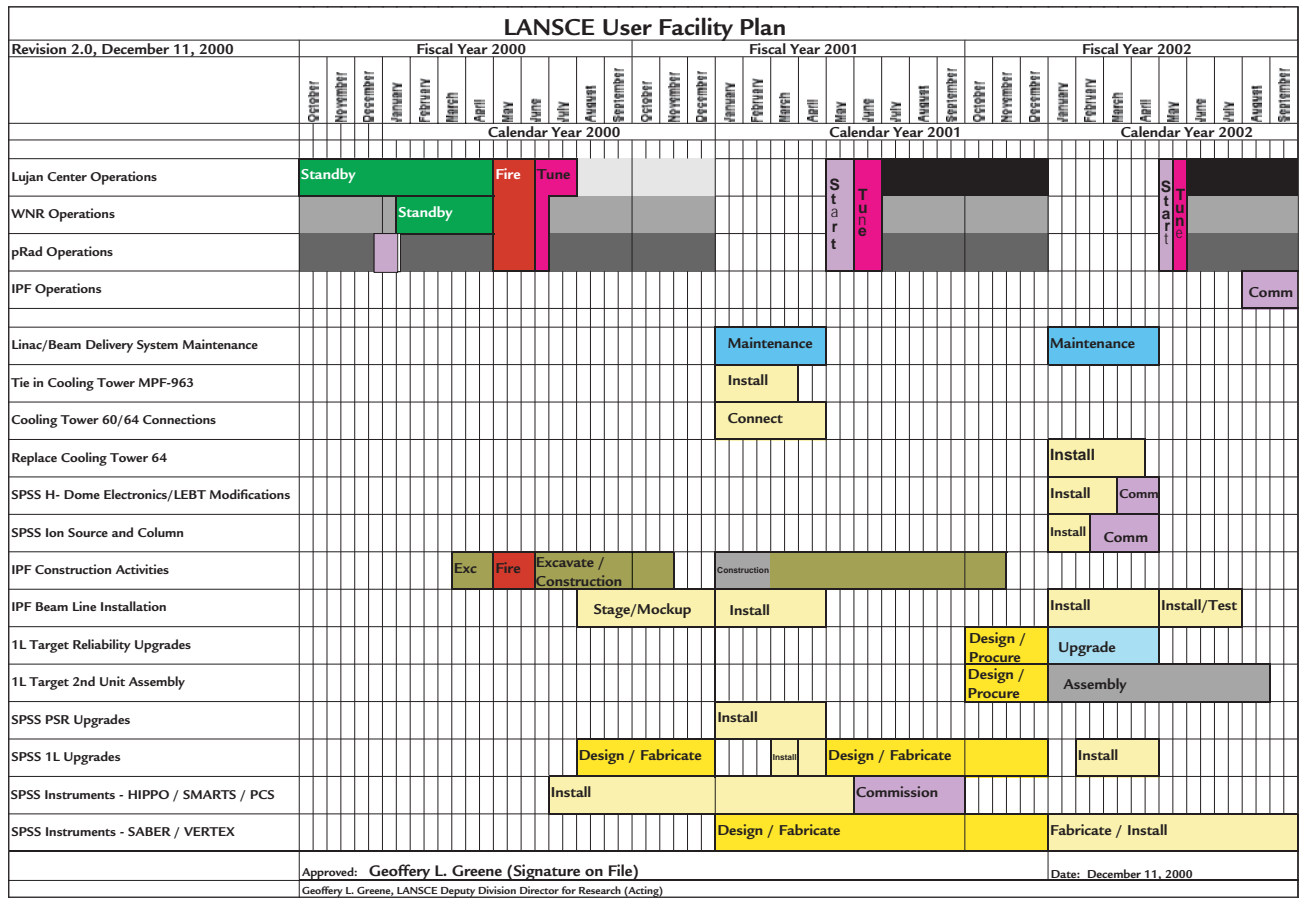 LANSCE User Facility Plan
Revision 2.0, December 11, 2000
Fiscal Year 2000
Fiscal Year 2001
Fiscal Year 2002
October
November
December
January
February
March
April
May
June
July
August
September
October
November
December
January
February
March
April
May
June
July
August
September
October
November
December
January
February
March
April
May
June
July
August
September
Calendar Year 2000
Calendar Year 2001
Calendar Year 2002
Lujan Center Operations
Standby
Fire
Tune
Start
Tune
Start
Tune
WNR Operations
Standby
pRad Operations
IPF Operations
Comm
Linac/Beam Delivery System Maintenance
Maintenance
Maintenance
Tie in Cooling Tower MPF-963
Install
Cooling Tower 60/64 Connections
Connect
Replace Cooling Tower 64
Install
SPSS H- Dome Electronics/LEBT Modifications
Install
Comm
SPSS Ion Source and Column
Install
Comm
IPF Construction Activities
Exc
Fire
Excavate /
Construction
Construction
IPF Beam Line Installation
Stage/Mockup
Install
Install
Install/Test
1L Target Reliability Upgrades
Design /
Procure
Upgrade
1L Target 2nd Unit Assembly
Design /
Procure
Assembly
SPSS PSR Upgrades
Install
SPSS 1L Upgrades
Design / Fabricate
Install
Design / Fabricate
Install
SPSS Instruments - HIPPO / SMARTS / PCS
Install
Commission
SPSS Instruments - SABER / VERTEX
Design / Fabricate
Fabricate / Install
Approved: Geoffery L. Greene (Signature on File)
Date: December 11, 2000
Geoffery L. Greene, LANSCE Deputy Division Director for Research (Acting)